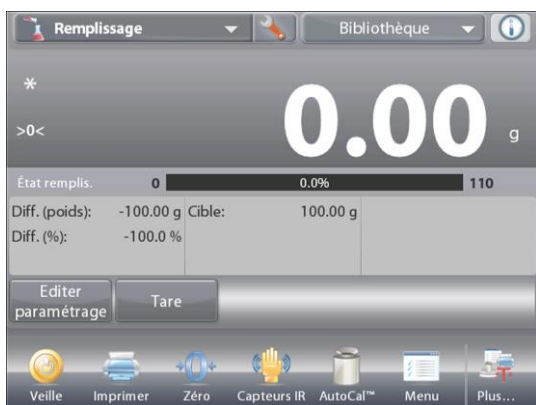 Remplissage Bibliothèque
*
0.00 g
>0<
État remplis. 0 0.0% 110
Diff. (poids): -100.00 g Cible: 100.00 g
Diff. (%): -100.0 %
Editer paramétrage Tare
Veille Imprimer Zéro Capteurs IR AutoCal™ Menu Plus...